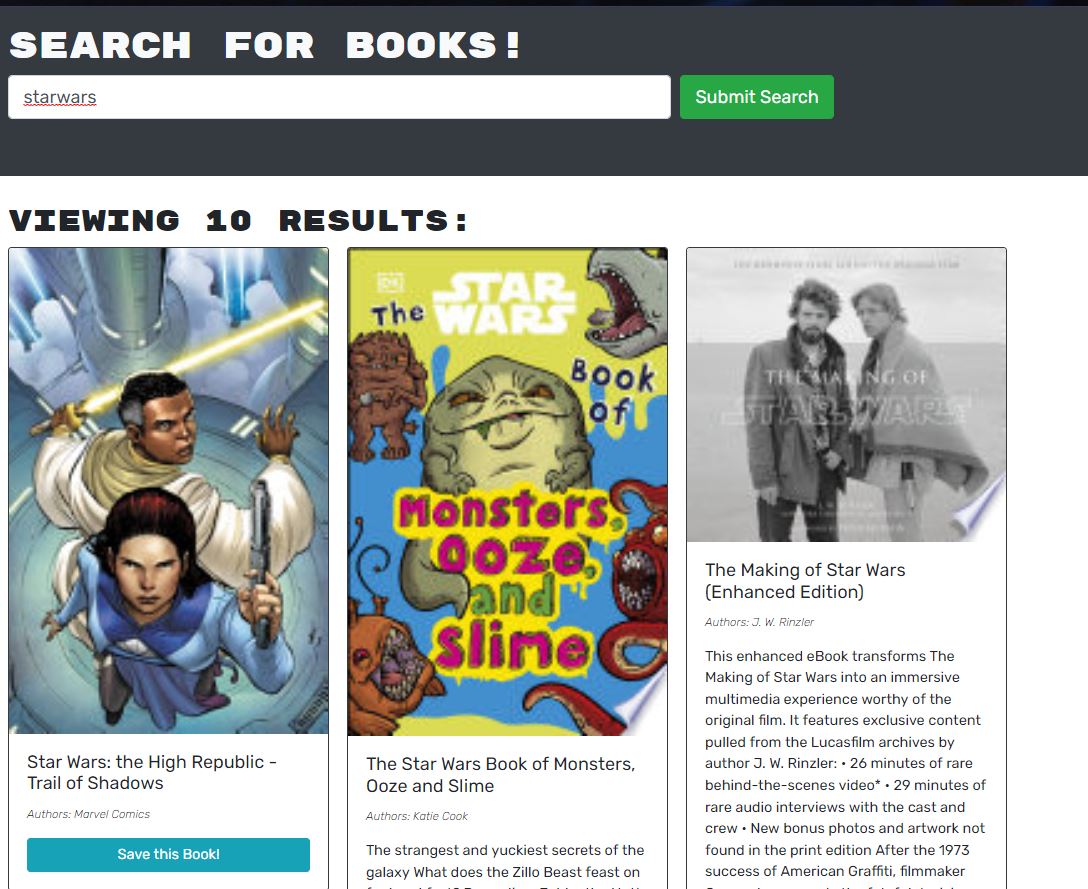 SEARCH FOR BOOKS!
starwars
Submit Search
VIEWING 10 RESULTS:
Star Wars: the High Republic -
Trail of Shadows
Authors: Marvel Comics
Save this Book!
DK
The STAR
WARS
Book
of
Monsters,
Ooze,
and
Slime
The Star Wars Book of Monsters,
Ooze and Slime
Authors: Katie Cook
The strangest and yuckiest secrets of the
galaxy What does the Zillo Beast feast on
THE MAKING OF
STAR WARS
The Making of Star Wars
(Enhanced Edition)
Authors: J. W. Rinzler
This enhanced eBook transforms The
Making of Star Wars into an immersive
multimedia experience worthy of the
original film. It features exclusive content
pulled from the Lucasfilm archives by
author J. W. Rinzler: • 26 minutes of rare
behind-the-scenes video* • 29 minutes of
rare audio interviews with the cast and
crew • New bonus photos and artwork not
found in the print edition After the 1973
success of American Graffiti, filmmaker